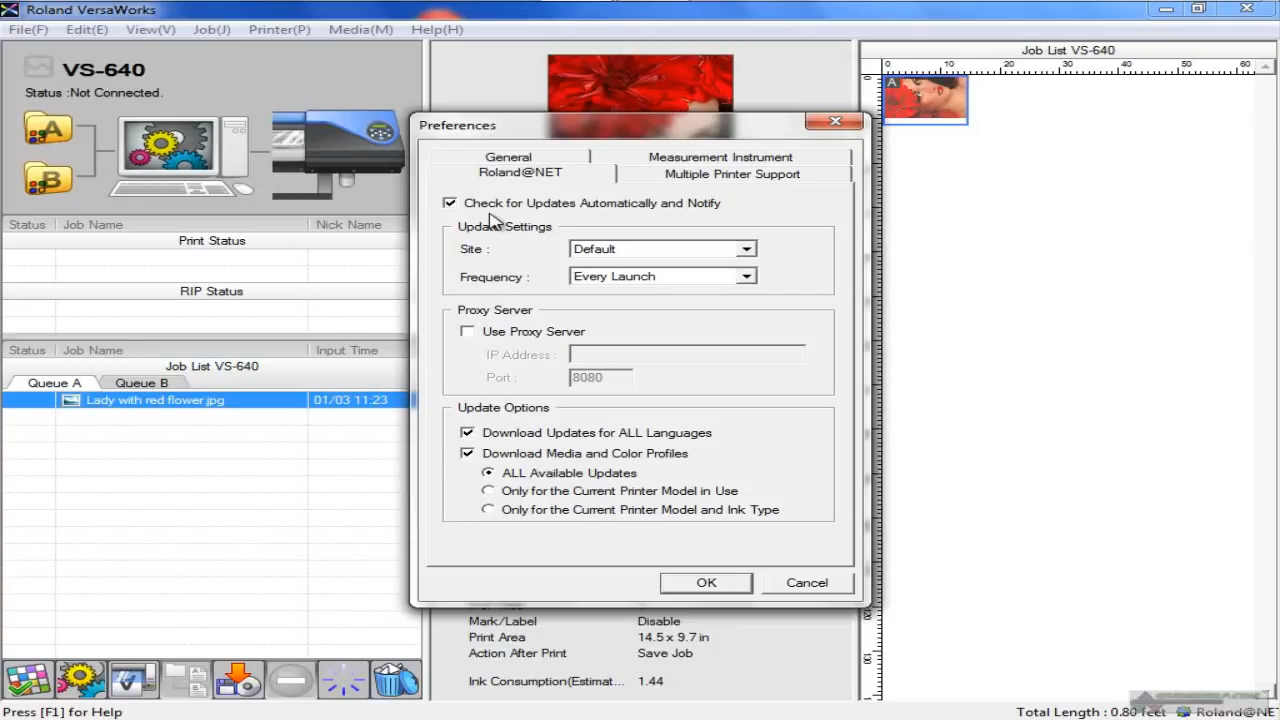 Roland VersaWorks
File(F) Edit(E) View(V) Job(J) Printer(P) Media(M) Help(H)
VS-640
Status :Not Connected.
A
B
Status Job Name Nick Name
Print Status
RIP Status
Status Job Name Input Time
Job List VS-640
Queue A Queue B
Lady with red flower.jpg 01/03 11:23
Preferences
General Measurement Instrument
Roland@NET Multiple Printer Support
Check for Updates Automatically and Notify
Update Settings
Site : Default
Frequency : Every Launch
Proxy Server
Use Proxy Server
IP Address :
Port : 8080
Update Options
Download Updates for ALL Languages
Download Media and Color Profiles
ALL Available Updates
Only for the Current Printer Model in Use
Only for the Current Printer Model and Ink Type
OK Cancel
Mark/Label Disable
Print Area 14.5 x 9.7 in
Action After Print Save Job
Ink Consumption(Estimat... 1.44
Job List VS-640
0 10 20 30 40 50 60
A
Press [F1] for Help
Total Length : 0.80 feet Roland@NE